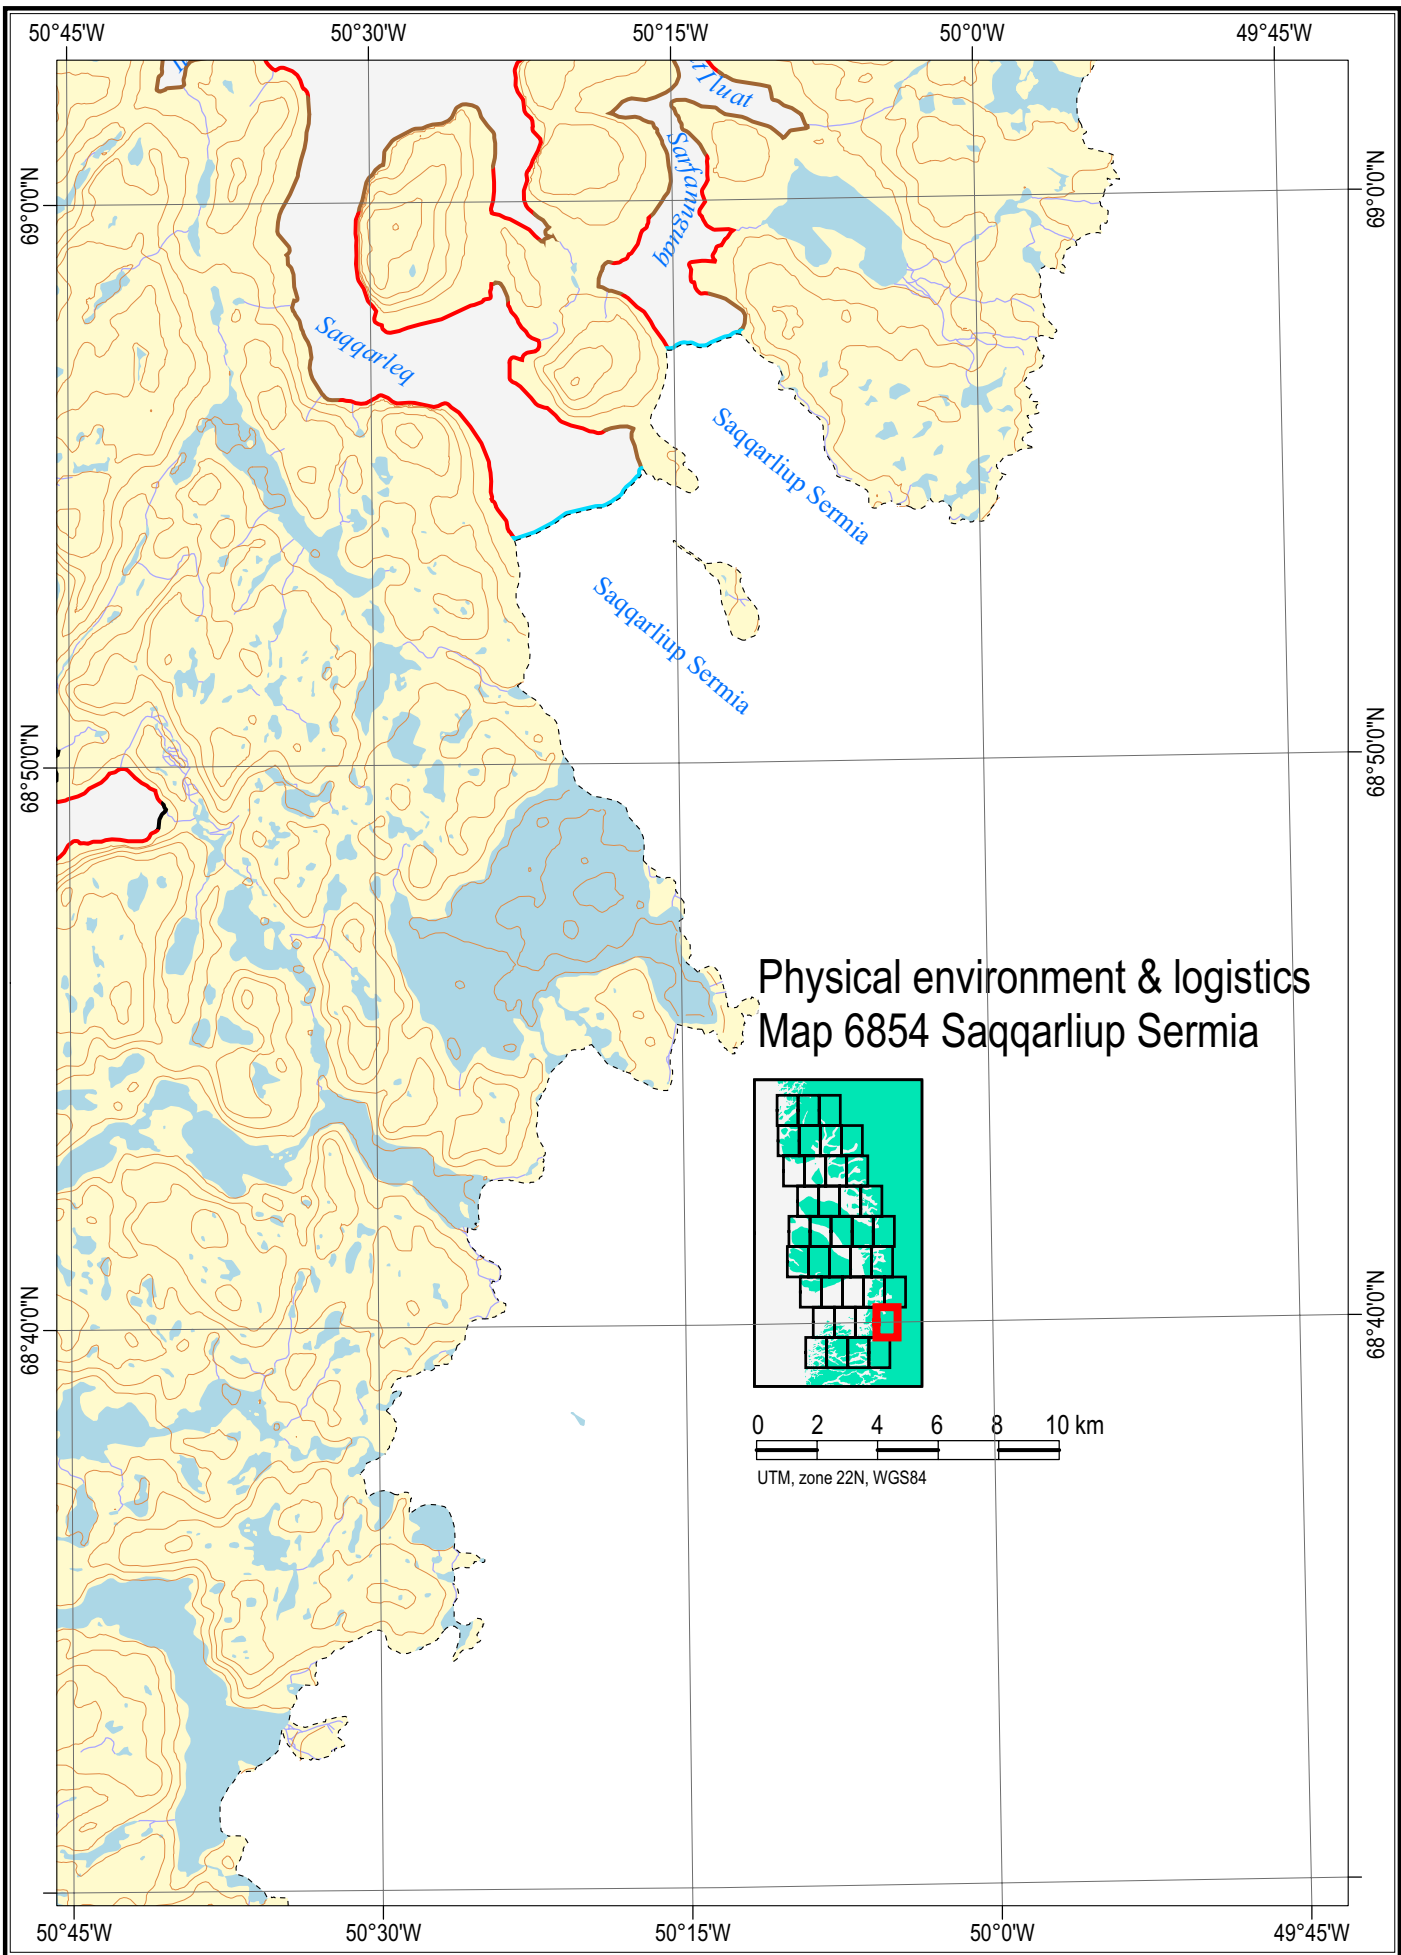 50°45'W 50°30'W 50°15'W 50°0'W 49°45'W
t Iluat
Sarfannguaq
69°0'0"N
69°0'0"N
Saqqarleq
Saqqarliup Sermia
Saqqarliup Sermia
68°50'0"N
68°50'0"N
Physical environment & logistics
Map 6854 Saqqarliup Sermia
68°40'0"N
68°40'0"N
0 2 4 6 8 10 km
UTM, zone 22N, WGS84
50°45'W 50°30'W 50°15'W 50°0'W 49°45'W